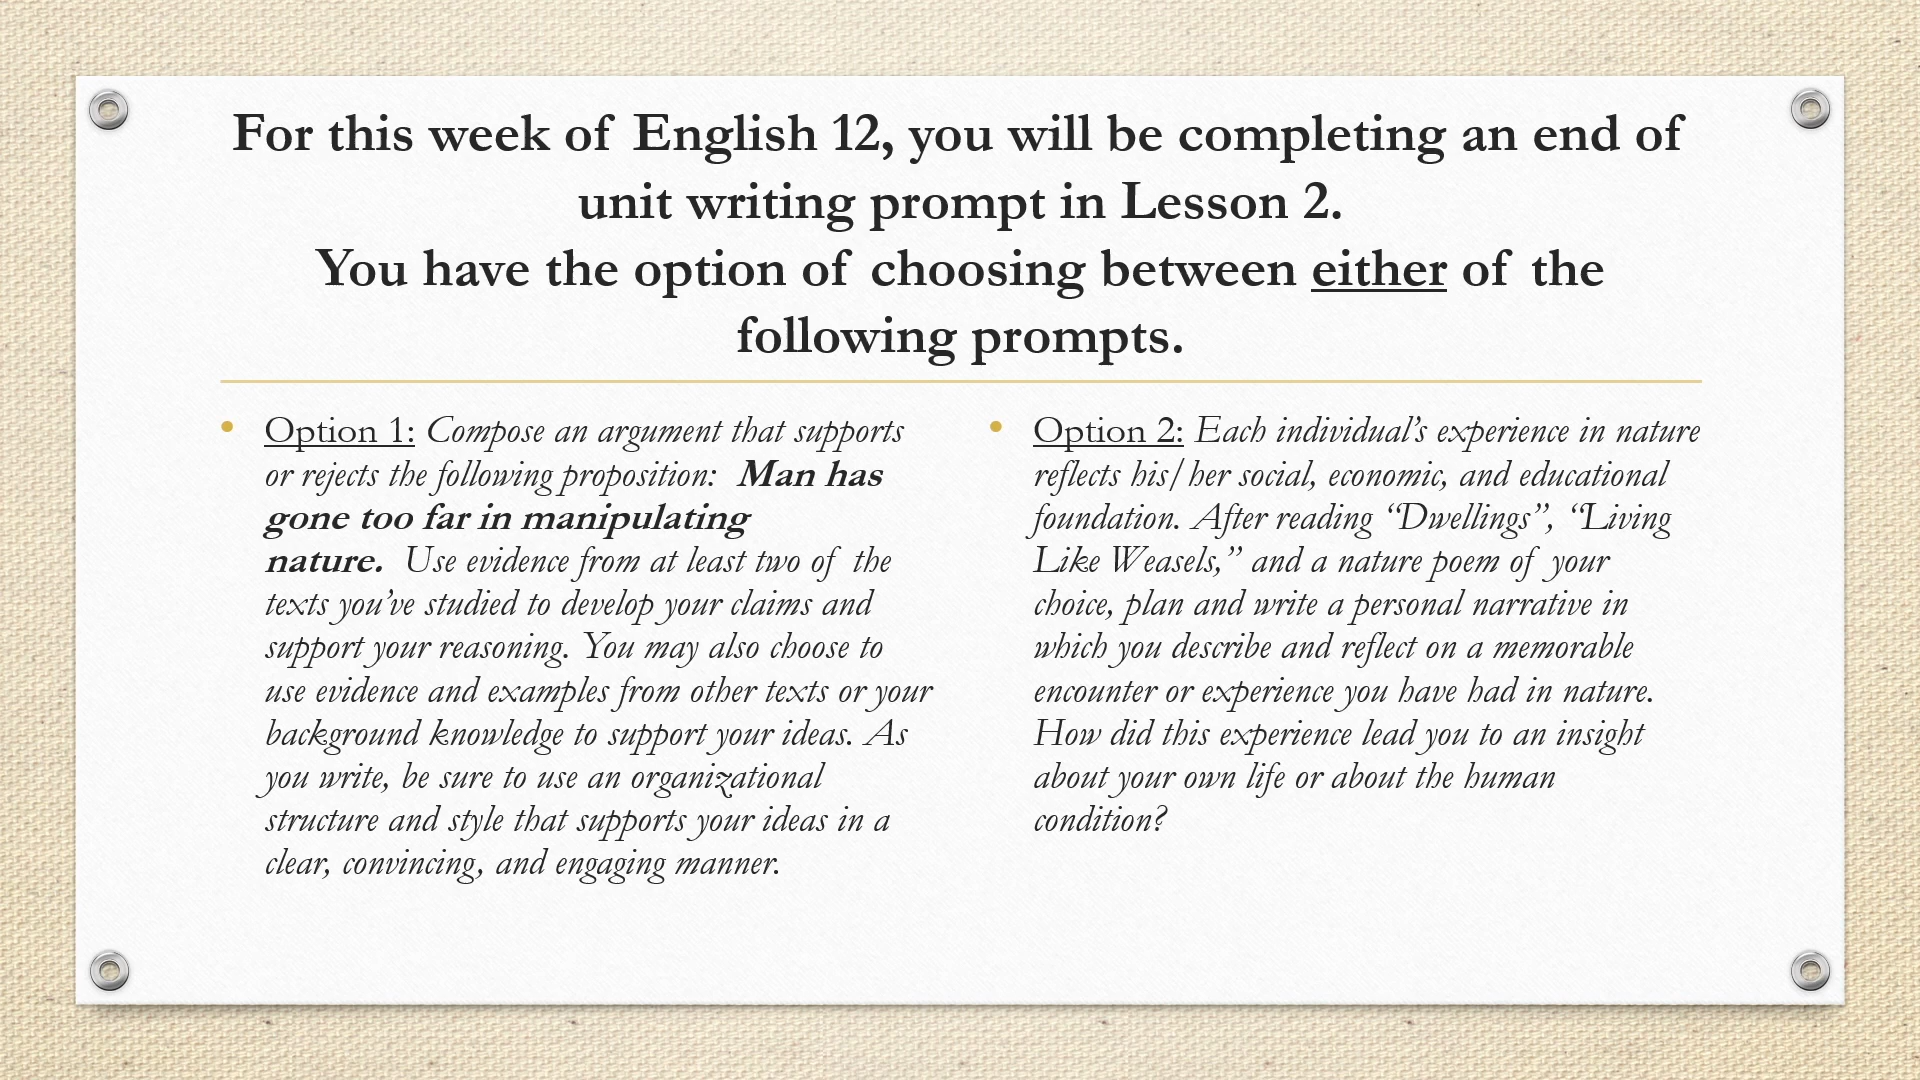 For this week of English 12, you will be completing an end of
unit writing prompt in Lesson 2.
You have the option of choosing between either of the
following prompts.
• Option 1: Compose an argument that supports
or rejects the following proposition: Man has
gone too far in manipulating
nature. Use evidence from at least two of the
texts you’ve studied to develop your claims and
support your reasoning. You may also choose to
use evidence and examples from other texts or your
background knowledge to support your ideas. As
you write, be sure to use an organizational
structure and style that supports your ideas in a
clear, convincing, and engaging manner.
• Option 2: Each individual’s experience in nature
reflects his/her social, economic, and educational
foundation. After reading “Dwellings”, “Living
Like Weasels,” and a nature poem of your
choice, plan and write a personal narrative in
which you describe and reflect on a memorable
encounter or experience you have had in nature.
How did this experience lead you to an insight
about your own life or about the human
condition?